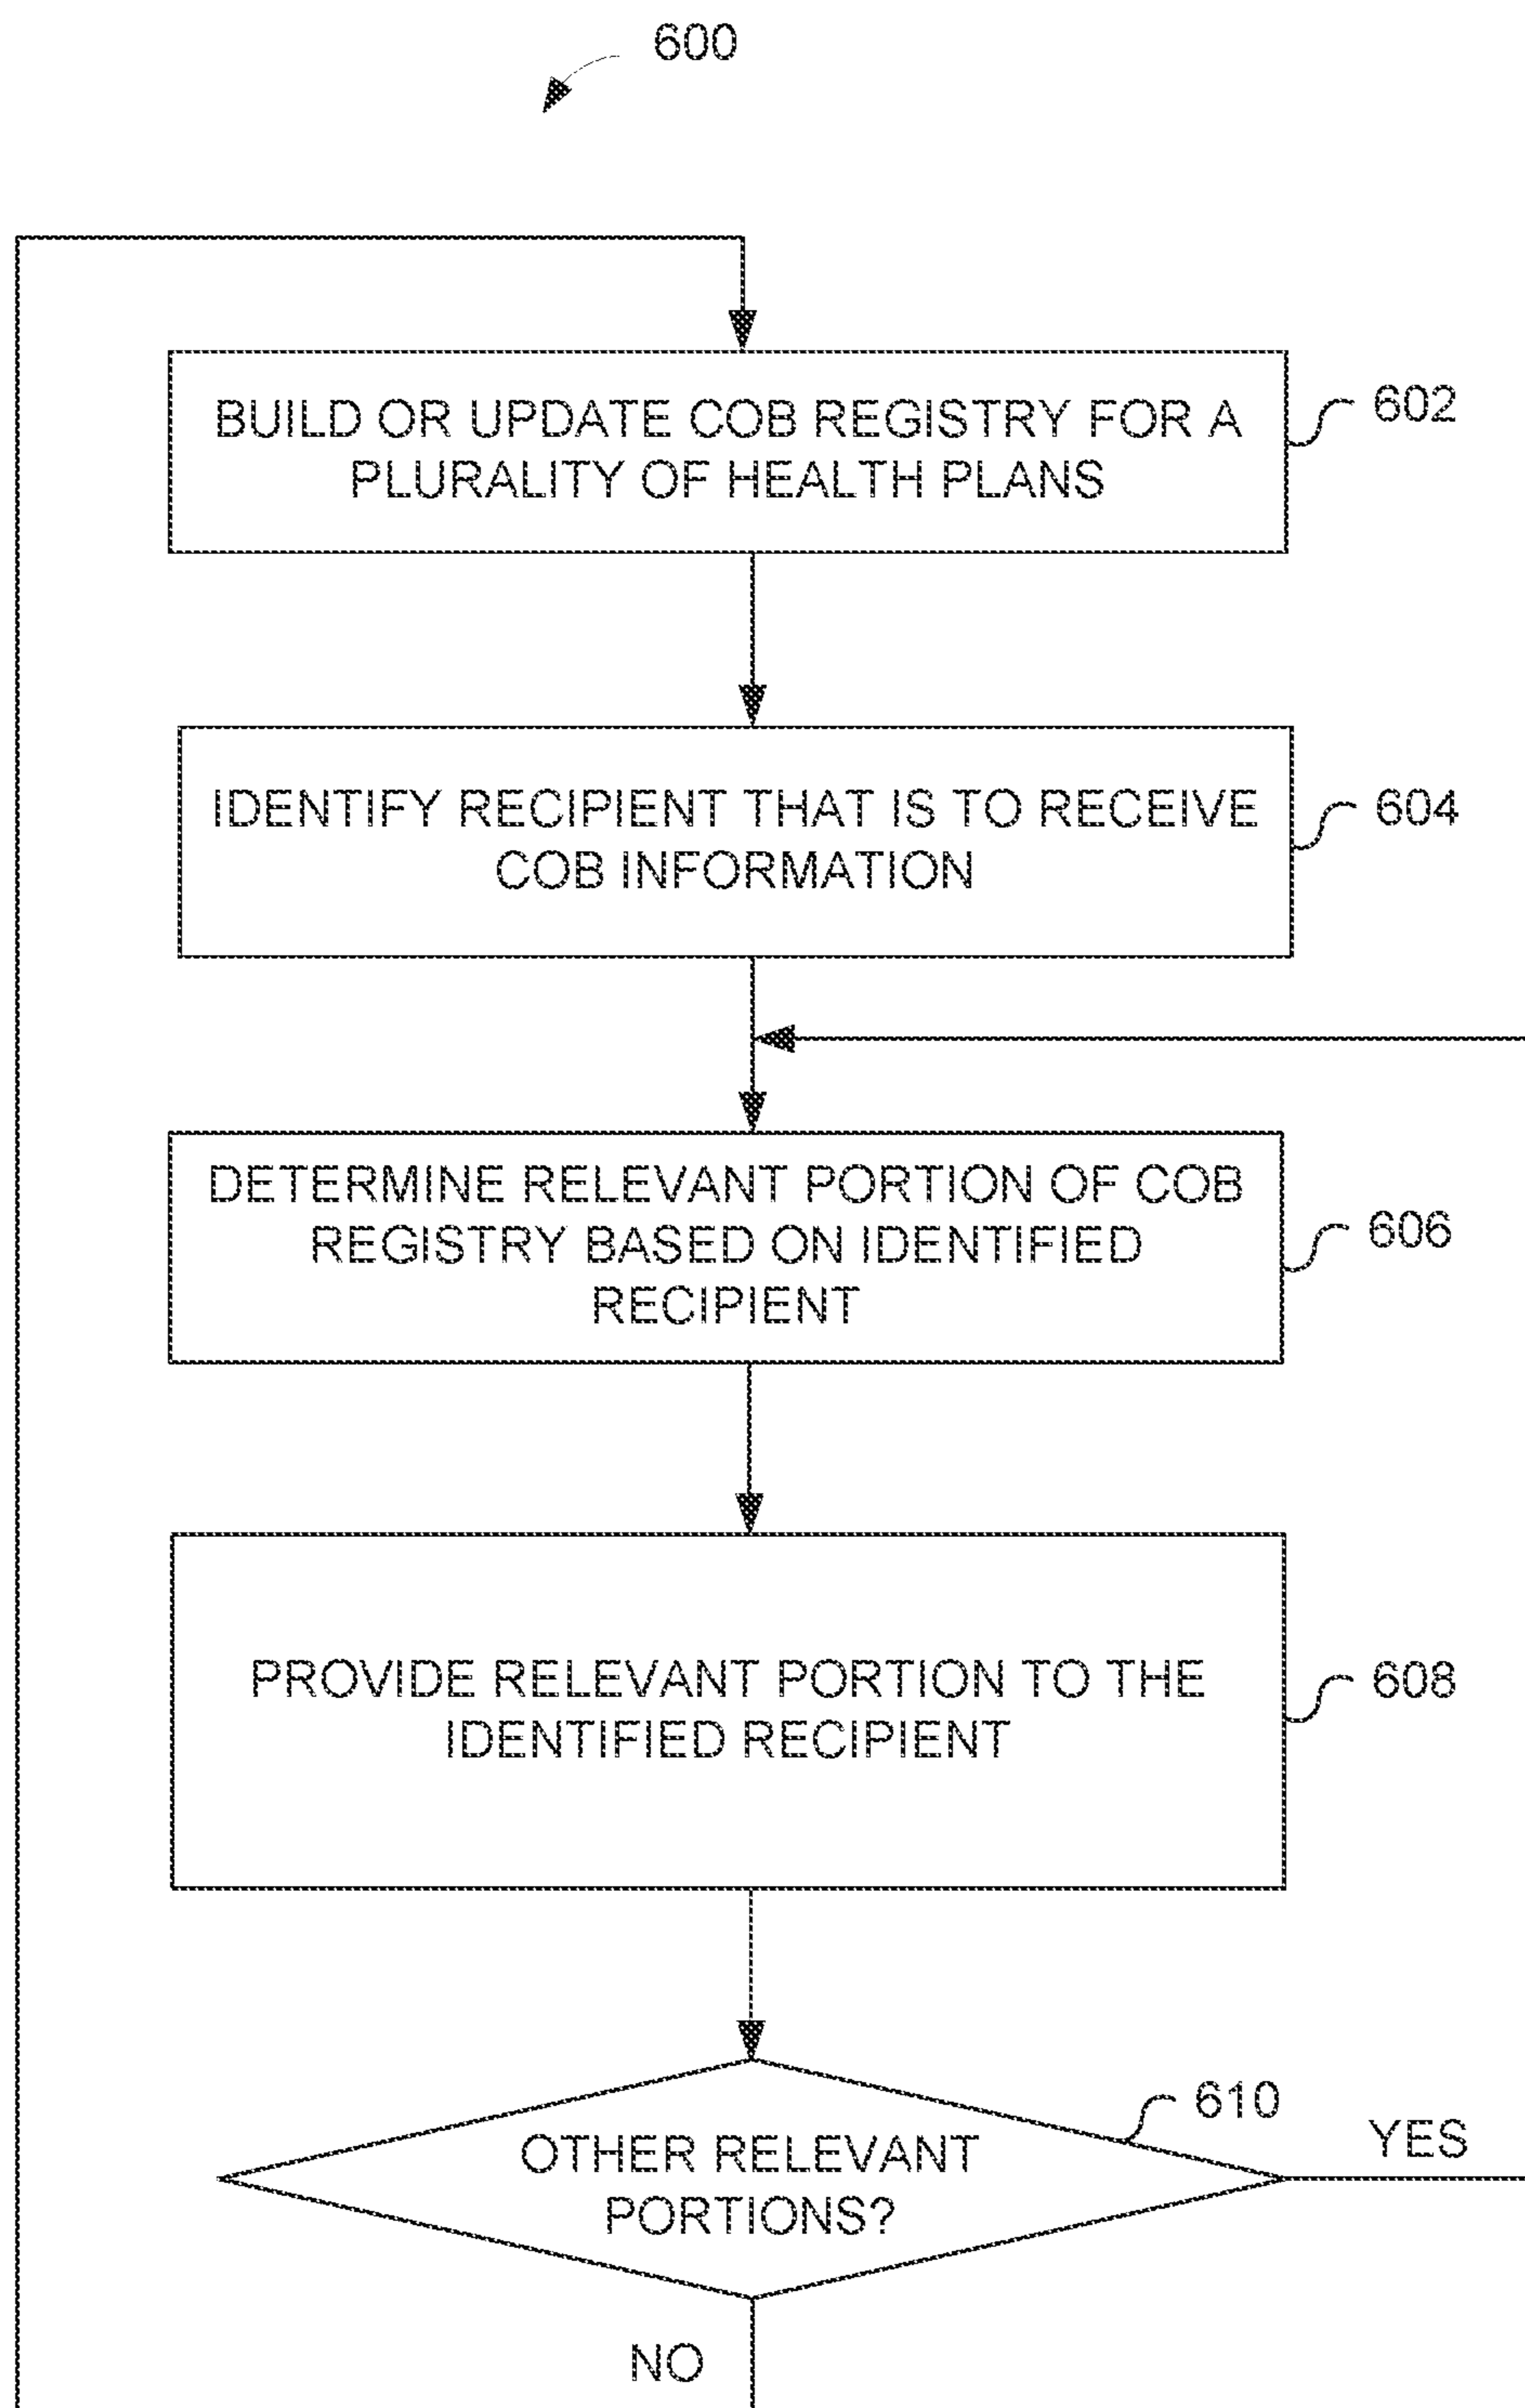 600
BUILD OR UPDATE COB REGISTRY FOR A
PLURALITY OF HEALTH PLANS
602
IDENTIFY RECIPIENT THAT IS TO RECEIVE
COB INFORMATION
604
DETERMINE RELEVANT PORTION OF COB
REGISTRY BASED ON IDENTIFIED
RECIPIENT
606
PROVIDE RELEVANT PORTION TO THE
IDENTIFIED RECIPIENT
608
610
OTHER RELEVANT
PORTIONS?
YES
NO